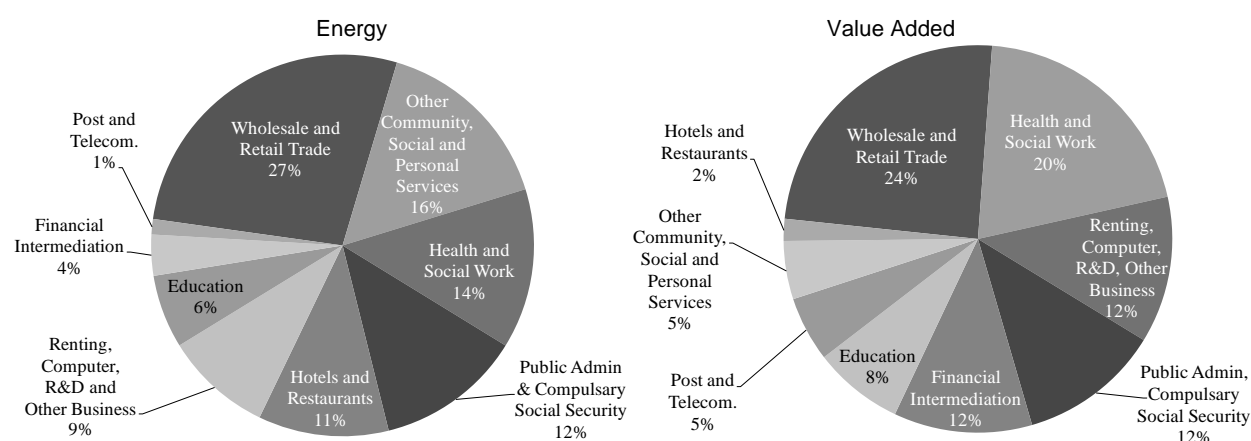 Energy
Wholesale and
Retail Trade
27%
Other
Community,
Social and
Personal
Services
16%
Health and
Social Work
14%
Public Admin
& Compulsary
Social Security
12%
Hotels and
Restaurants
11%
Renting,
Computer,
R&D and
Other Business
9%
Education
6%
Financial
Intermediation
4%
Post and
Telecom.
1%
Value Added
Wholesale and
Retail Trade
24%
Health and
Social Work
20%
Renting,
Computer,
R&D, Other
Business
12%
Public Admin,
Compulsary
Social Security
12%
Financial
Intermediation
12%
Education
8%
Post and
Telecom.
5%
Other
Community,
Social and
Personal
Services
5%
Hotels and
Restaurants
2%